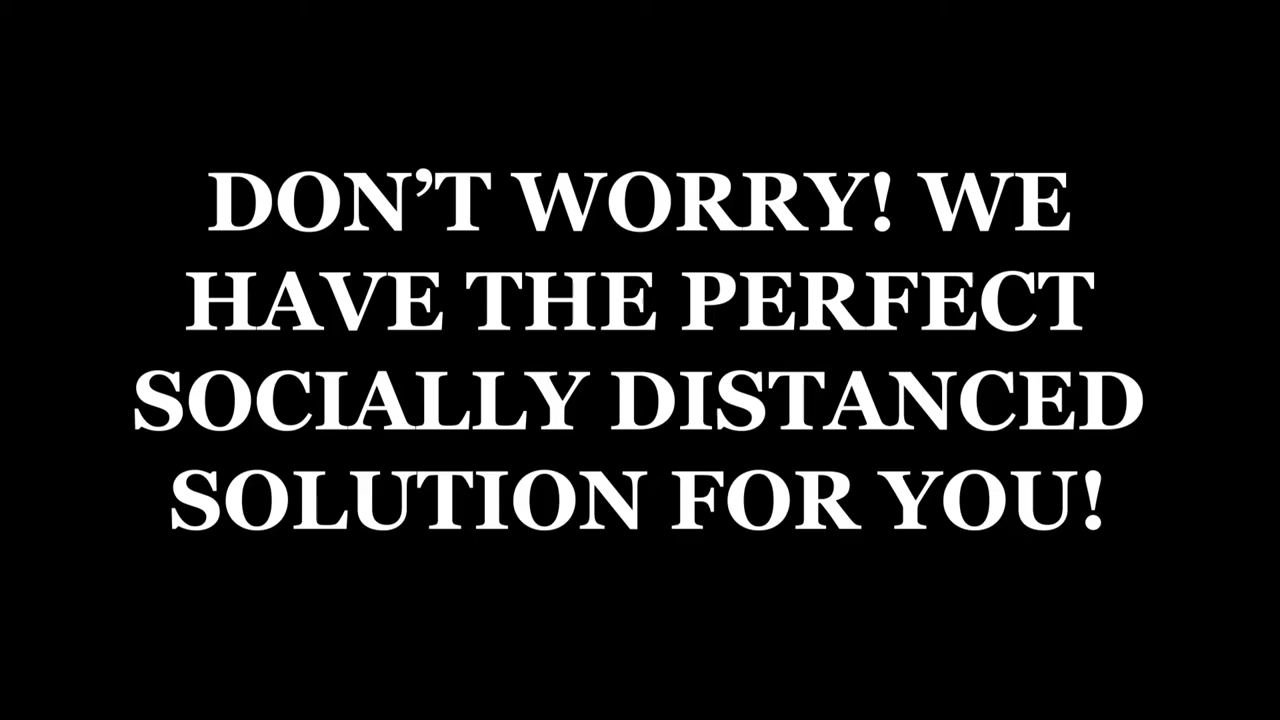 DON’T WORRY! WE
HAVE THE PERFECT
SOCIALLY DISTANCED
SOLUTION FOR YOU!